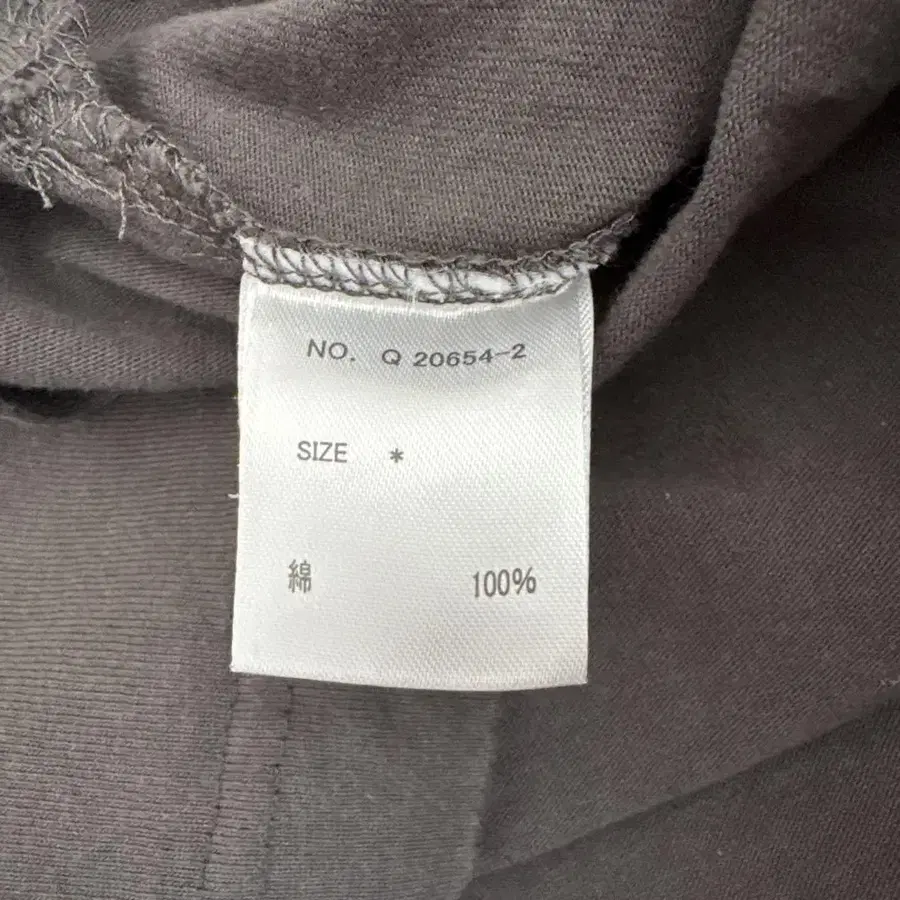 NO. Q 20654-2
SIZE *
綿 100%